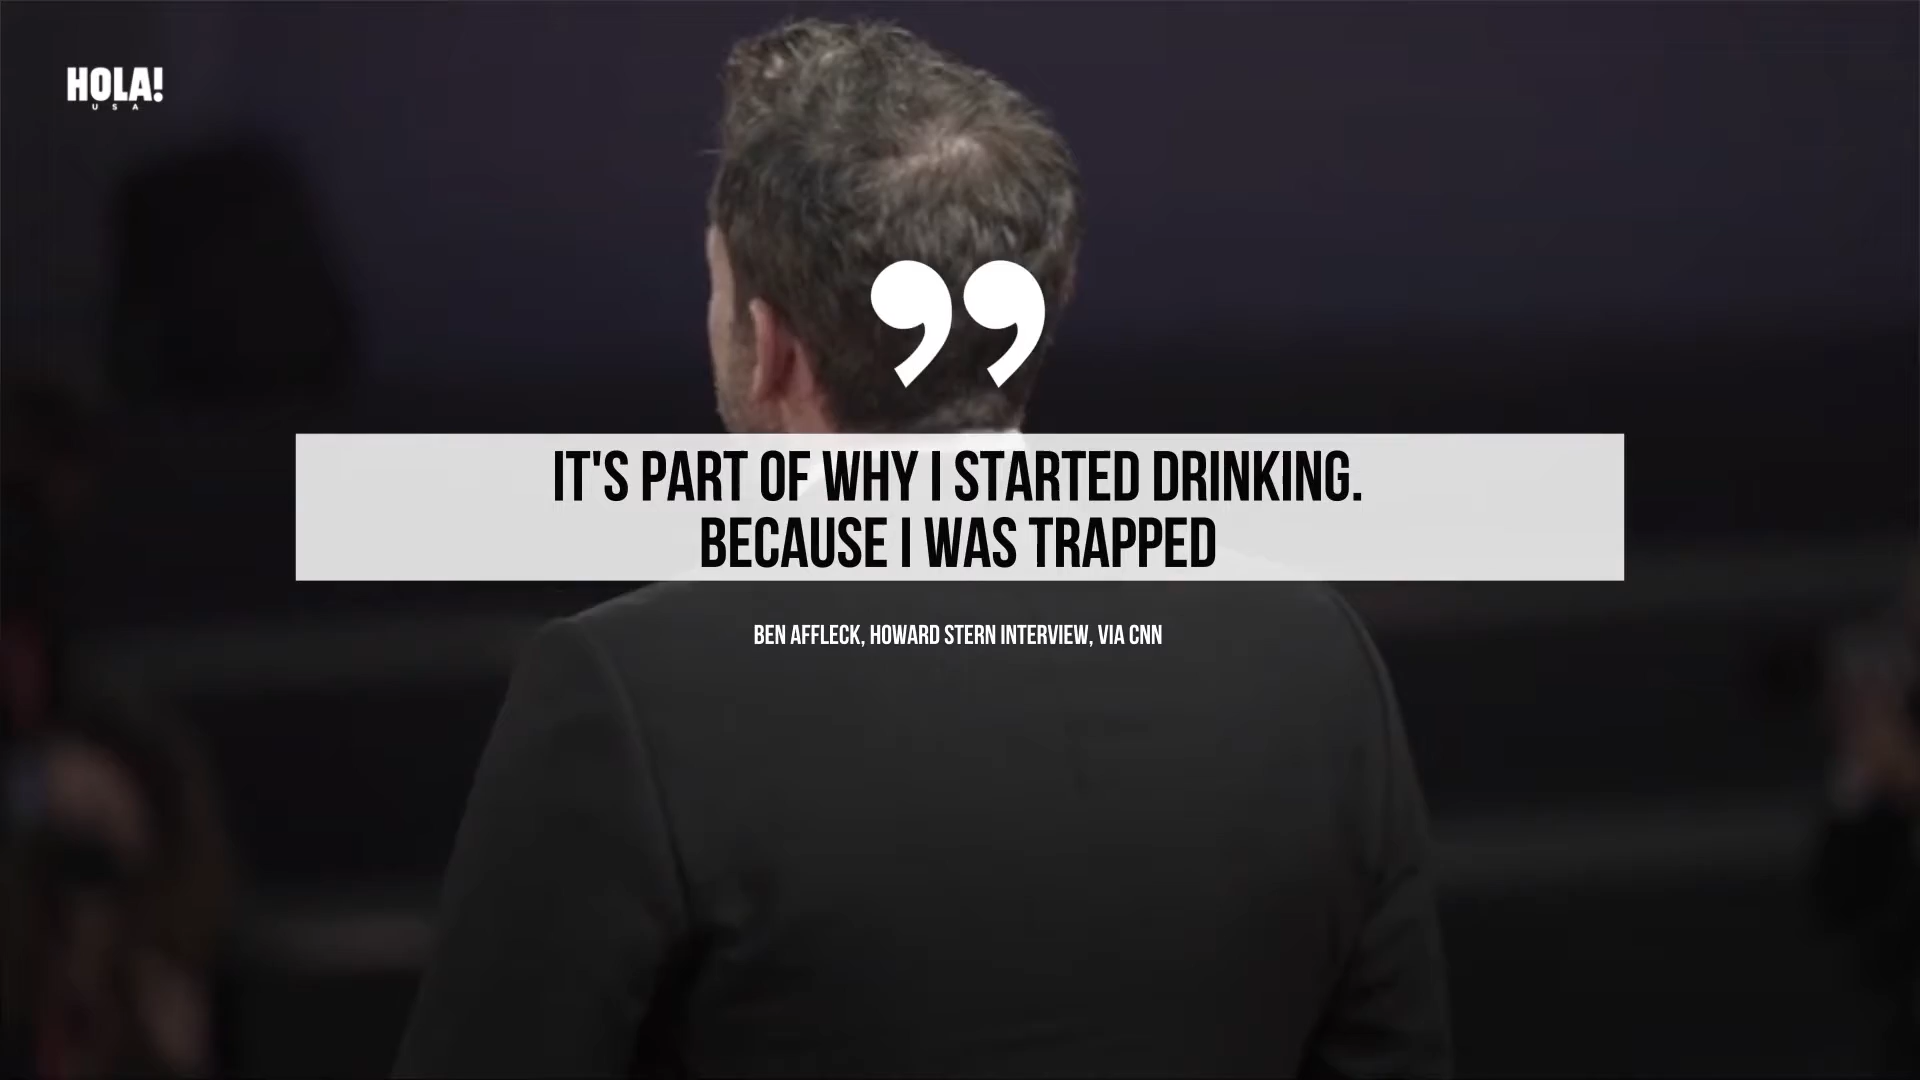 HOLA!
USA
IT'S PART OF WHY I STARTED DRINKING.
BECAUSE I WAS TRAPPED
BEN AFFLECK, HOWARD STERN INTERVIEW, VIA CNN